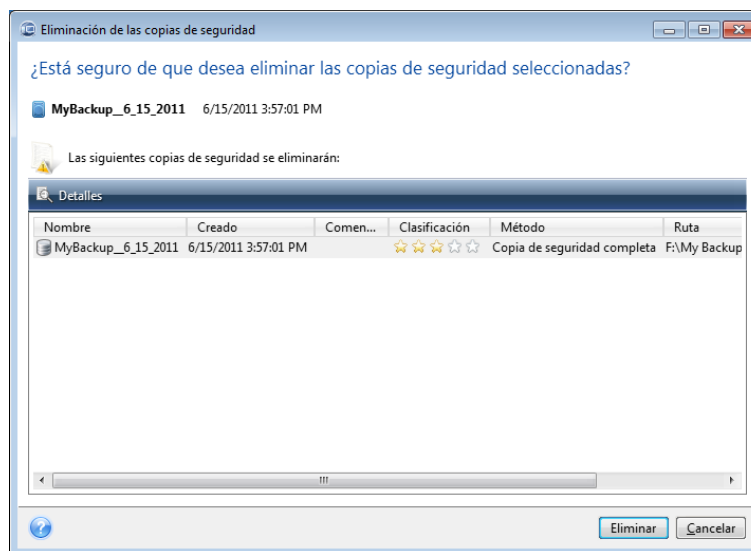 Eliminación de las copias de seguridad
¿Está seguro de que desea eliminar las copias de seguridad seleccionadas?
MyBackup__6_15_2011 6/15/2011 3:57:01 PM
Las siguientes copias de seguridad se eliminarán:
Detalles
Nombre Creado Comen... Clasificación Método Ruta
MyBackup__6_15_2011 6/15/2011 3:57:01 PM Copia de seguridad completa F:\My Backup
Eliminar Cancelar